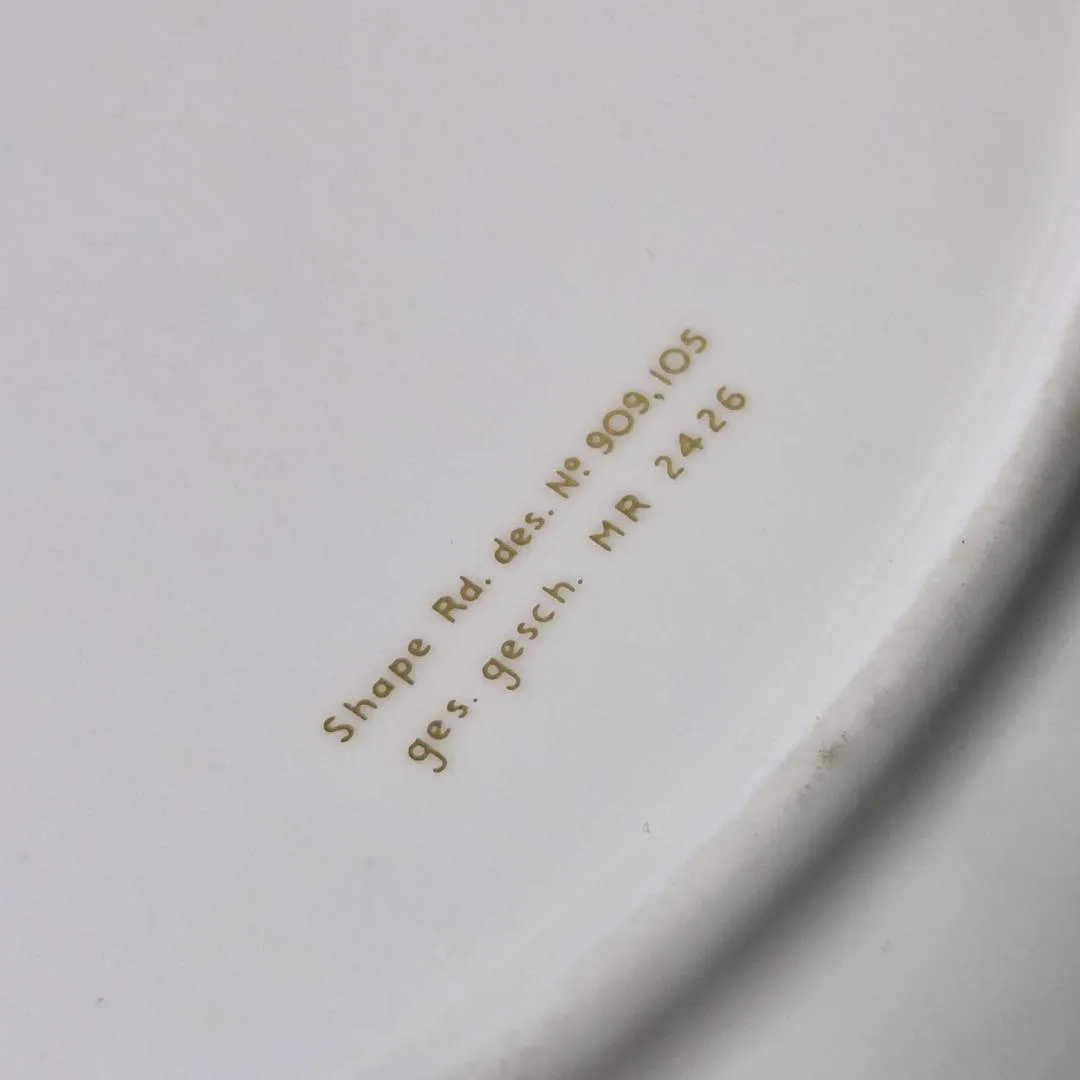 Shape Rd. des. Nº 909,105
ges. gesch. MR 2426